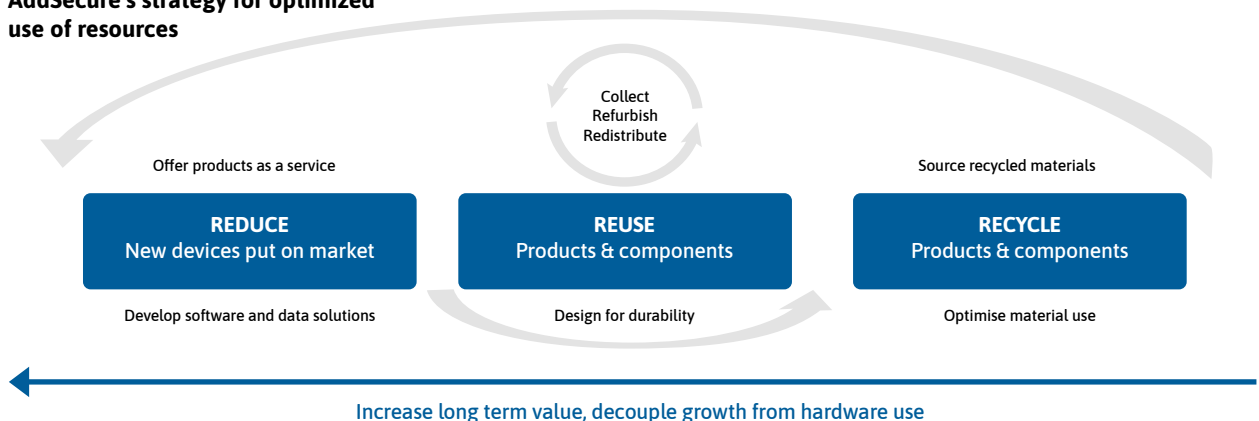 AddSecure's strategy for optimized
use of resources
Collect
Refurbish
Redistribute
Offer products as a service
Source recycled materials
REDUCE
New devices put on market
REUSE
Products & components
RECYCLE
Products & components
Develop software and data solutions
Design for durability
Optimise material use
Increase long term value, decouple growth from hardware use